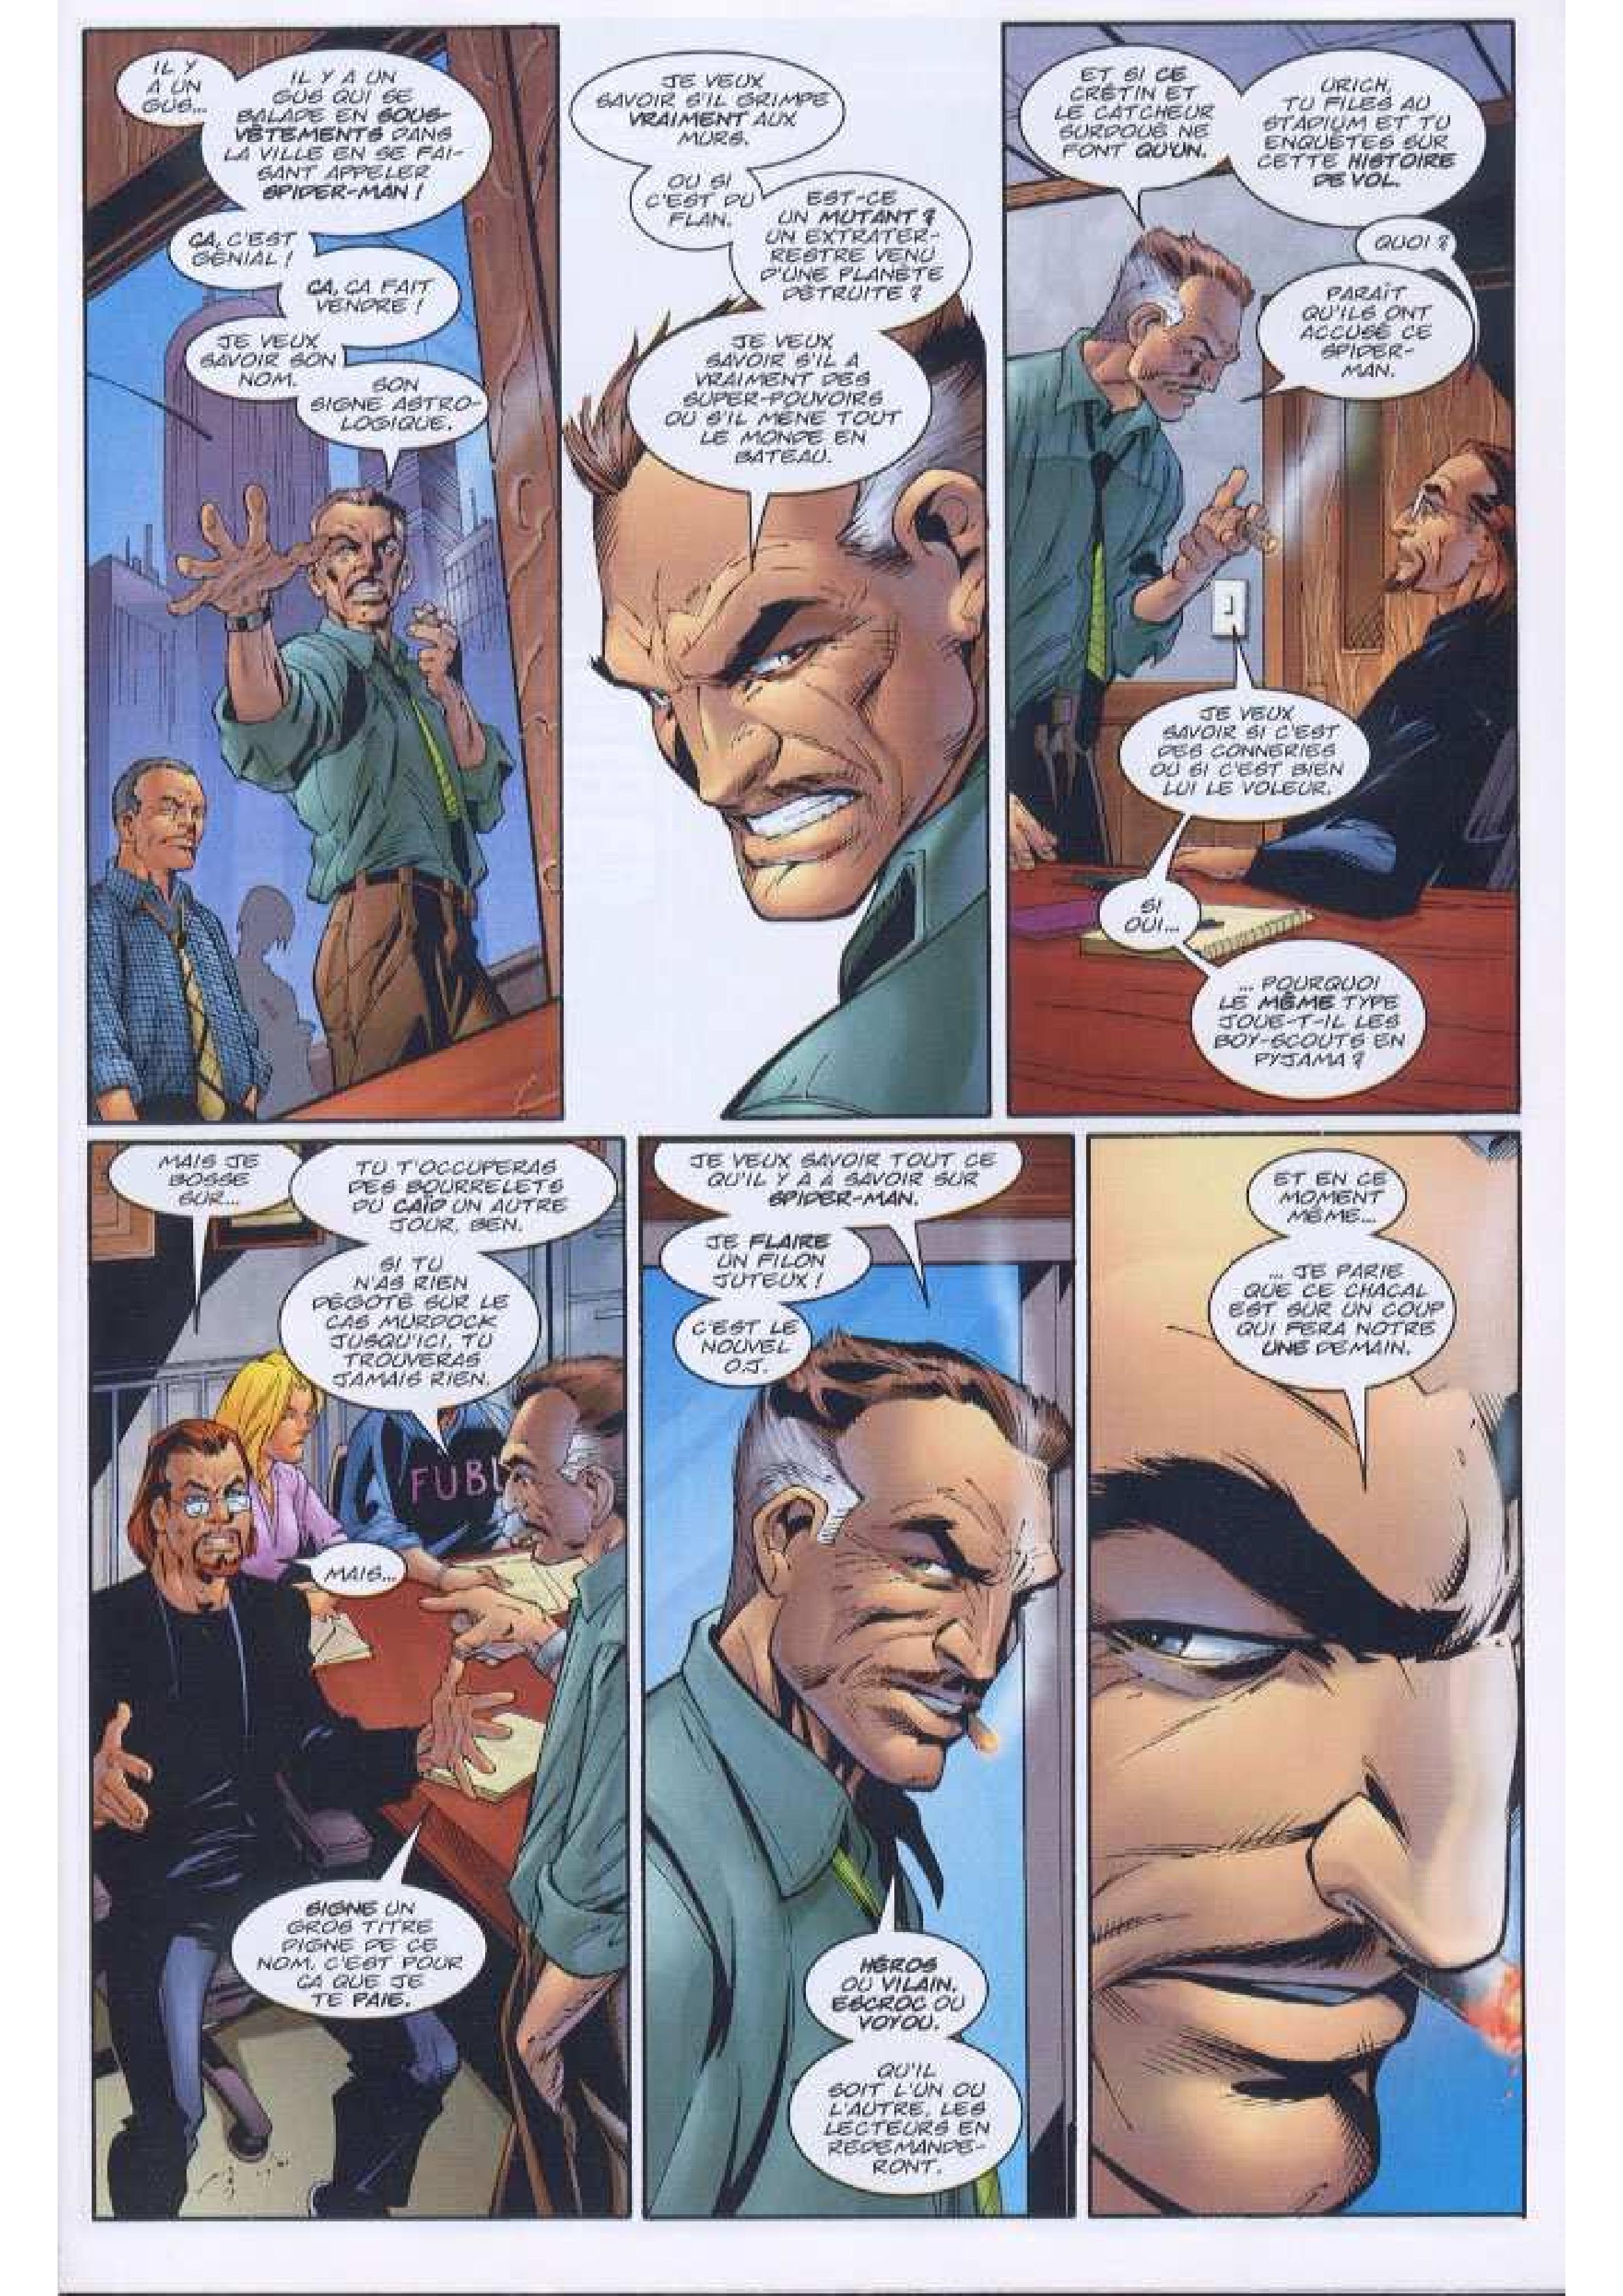 IL Y
A UN
GUS...
IL Y A UN
GUS QUI SE
BALADE EN SOUS-
VÊTEMENTS DANS
LA VILLE EN SE FAI-
SANT APPELER
SPIDER-MAN !
ÇA, C'EST
GÉNIAL !
ÇA, ÇA FAIT
VENDRE !
JE VEUX
SAVOIR SON
NOM.
SON
SIGNE ASTRO-
LOGIQUE.
JE VEUX
SAVOIR S'IL GRIMPE
VRAIMENT AUX
MURS.
OU SI
C'EST DU
FLAN.
EST-CE
UN MUTANT ?
UN EXTRATER-
RESTRE VENU
D'UNE PLANÈTE
DÉTRUITE ?
JE VEUX
SAVOIR S'IL A
VRAIMENT DES
SUPER-POUVOIRS
OU S'IL MÈNE TOUT
LE MONDE EN
BATEAU.
ET SI CE
CRÉTIN ET
LE CATCHEUR
SURDOUÉ NE
FONT QU'UN.
URICH,
TU FILES AU
STADIUM ET TU
ENQUÊTES SUR
CETTE HISTOIRE
DE VOL.
QUOI ?
PARAÎT
QU'ILS ONT
ACCUSÉ CE
SPIDER-
MAN.
JE VEUX
SAVOIR SI C'EST
DES CONNERIES
OU SI C'EST BIEN
LUI LE VOLEUR.
SI
OUI...
... POURQUOI
LE MÊME TYPE
JOUE-T-IL LES
BOY-SCOUTS EN
PYJAMA ?
MAIS JE
BOSSE
SUR...
TU T'OCCUPERAS
DES BOURRELETS
DU CAÏD UN AUTRE
JOUR, BEN.
SI TU
N'AS RIEN
DÉGOTÉ SUR LE
CAS MURDOCK
JUSQU'ICI, TU
TROUVERAS
JAMAIS RIEN.
FUBU
MAIS...
SIGNE UN
GROS TITRE
DIGNE DE CE
NOM. C'EST POUR
ÇA QUE JE
TE PAIE.
JE VEUX SAVOIR TOUT CE
QU'IL Y A À SAVOIR SUR
SPIDER-MAN.
JE FLAIRE
UN FILON
JUTEUX !
C'EST LE
NOUVEL
O.J.
HÉROS
OU VILAIN.
ESCROC OU
VOYOU.
QU'IL
SOIT L'UN OU
L'AUTRE, LES
LECTEURS EN
REDEMANDE-
RONT.
ET EN CE
MOMENT
MÊME...
... JE PARIE
QUE CE CHACAL
EST SUR UN COUP
QUI FERA NOTRE
UNE DEMAIN.